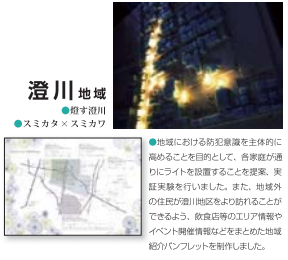 澄川 地域
●燈す澄川
●スミカタ × スミカワ
●地域における防犯意識を主体的に
高めることを目的として、各家庭が通
りにライトを設置することを提案、実
証実験を行いました。また、地域外
の住民が澄川地区をより訪れることが
できるよう、飲食店等のエリア情報や
イベント開催情報などをまとめた地域
紹介パンフレットを制作しました。